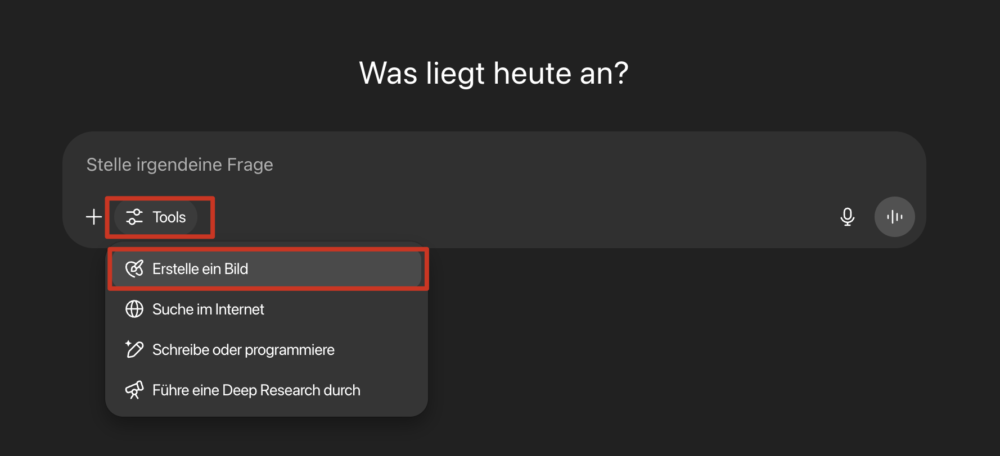 Was liegt heute an?
Stelle irgendeine Frage
Tools
Erstelle ein Bild
Suche im Internet
Schreibe oder programmiere
Führe eine Deep Research durch